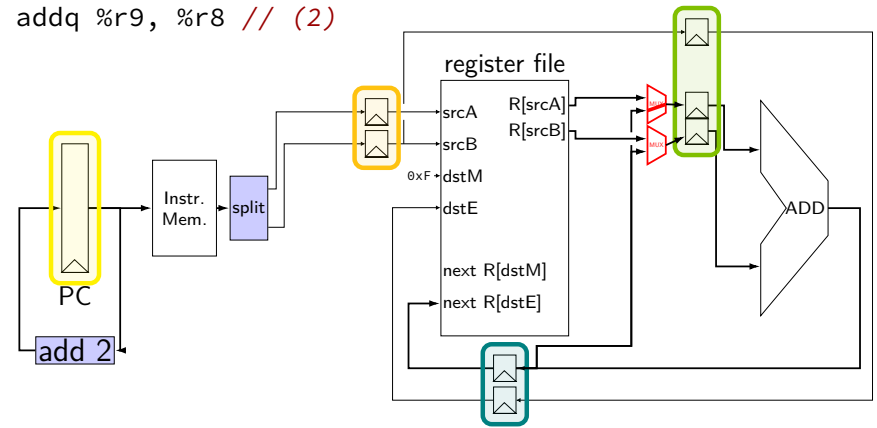 addq %r9, %r8 // (2)
register file
srcA
srcB
0xF
dstM
dstE
R[srcA]
R[srcB]
next R[dstM]
next R[dstE]
MUX
MUX
Instr.
Mem.
split
PC
add 2
ADD